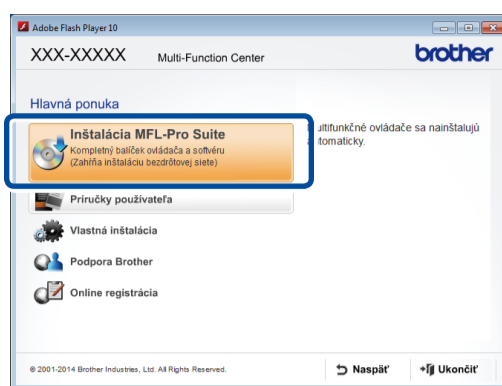 Adobe Flash Player 10
XXX-XXXXX
Multi-Function Center
brother
Hlavná ponuka
Inštalácia MFL-Pro Suite
Kompletný balíček ovládača a softvéru
(Zahŕňa inštaláciu bezdrôtovej siete)
ultifunkčné ovládače sa nainštalujú
tomaticky.
Príručky používateľa
Vlastná inštalácia
Podpora Brother
Online registrácia
© 2001-2014 Brother Industries, Ltd. All Rights Reserved.
Naspäť
Ukončiť